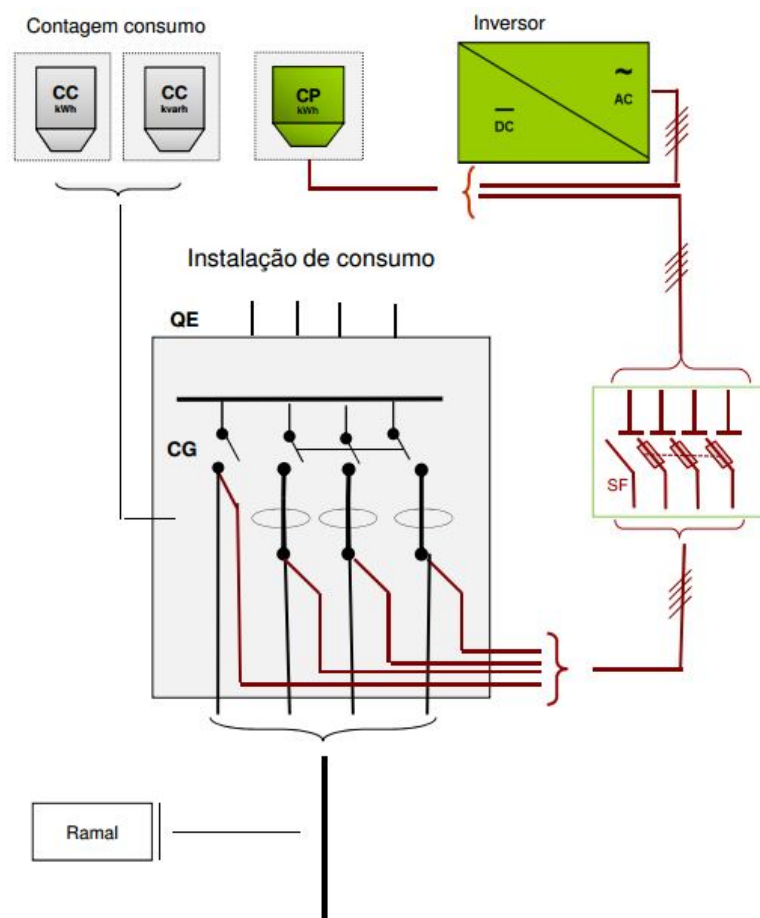 Contagem consumo
Inversor
CC
kWh
CC
kvarh
CP
kWh
~
AC
DC
Instalação de consumo
QE
CG
SF
Ramal